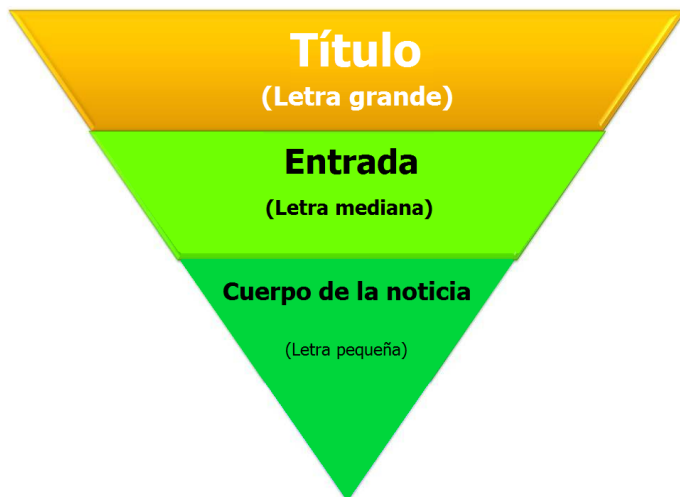 Título
(Letra grande)
Entrada
(Letra mediana)
Cuerpo de la noticia
(Letra pequeña)